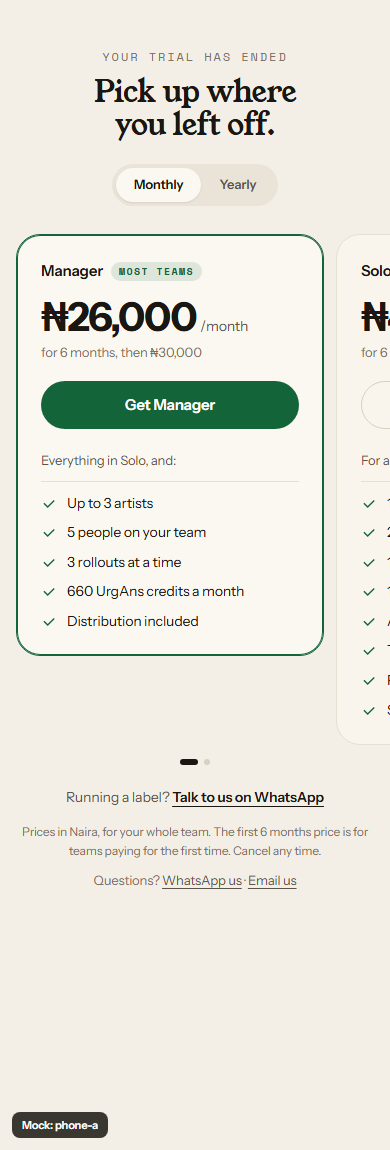 YOUR TRIAL HAS ENDED
Pick up where
you left off.
Monthly Yearly
Manager MOST TEAMS
₦26,000 /month
for 6 months, then ₦30,000
Get Manager
Everything in Solo, and:
Up to 3 artists
5 people on your team
3 rollouts at a time
660 UrgAns credits a month
Distribution included
Solo
for 6
Running a label? Talk to us on WhatsApp
Prices in Naira, for your whole team. The first 6 months price is for
teams paying for the first time. Cancel any time.
Questions? WhatsApp us · Email us
Mock: phone-a